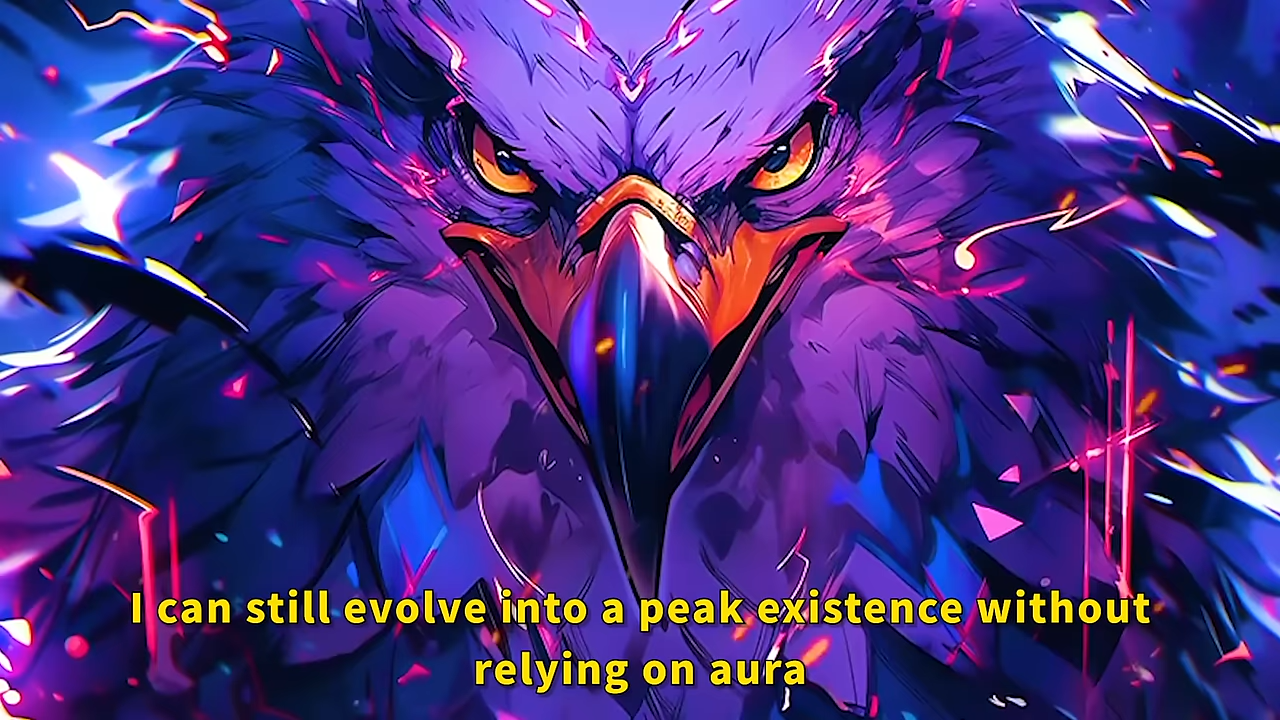 I can still evolve into a peak existence without
relying on aura